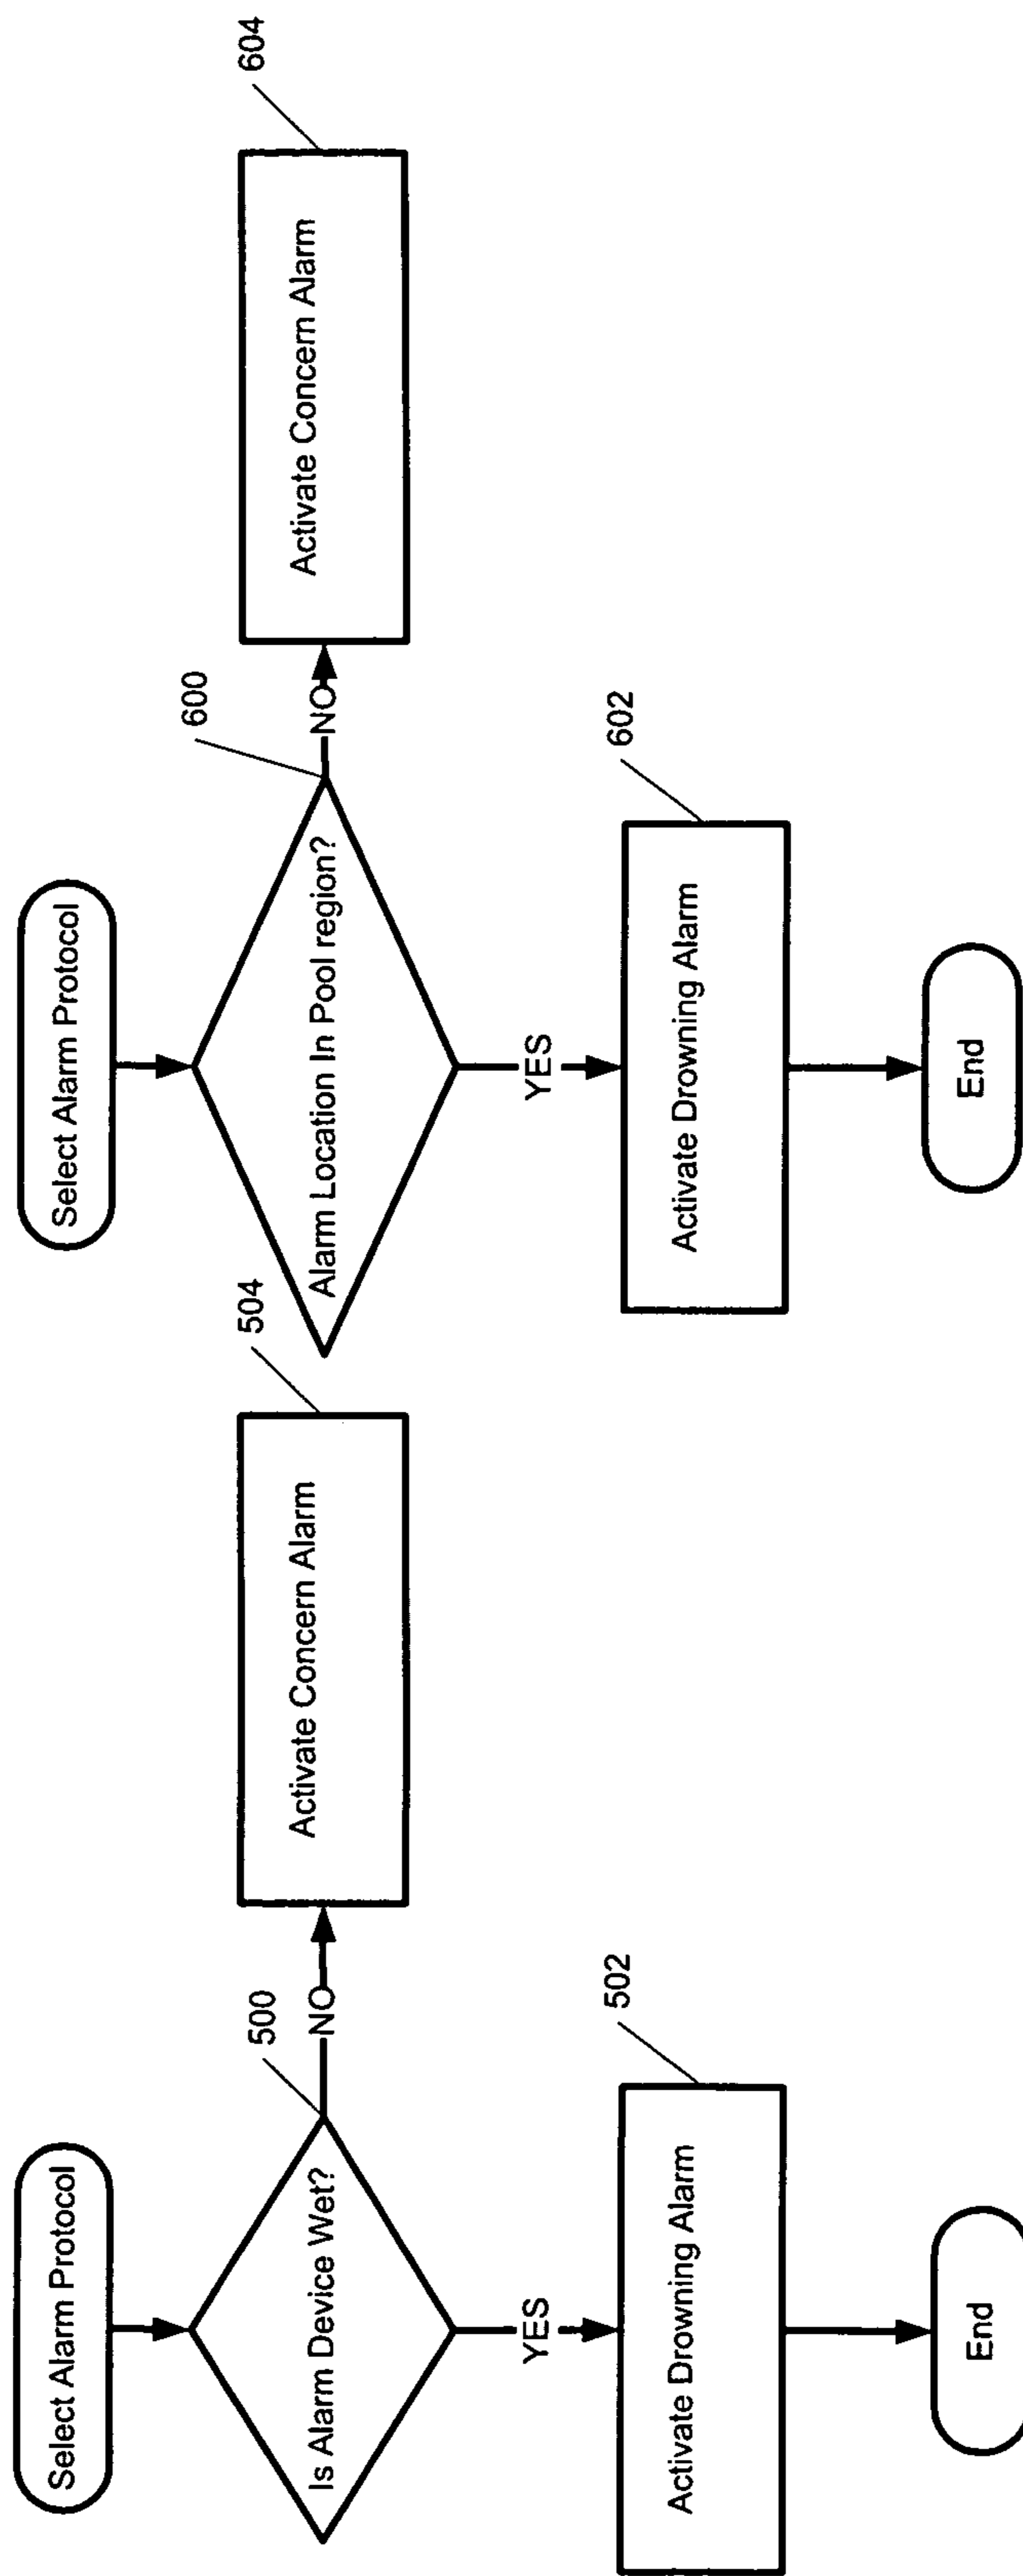 Select Alarm Protocol
500
Is Alarm Device Wet?
NO
504
Activate Concern Alarm
YES
502
Activate Drowning Alarm
End
Select Alarm Protocol
600
Alarm Location In Pool region?
NO
604
Activate Concern Alarm
YES
602
Activate Drowning Alarm
End